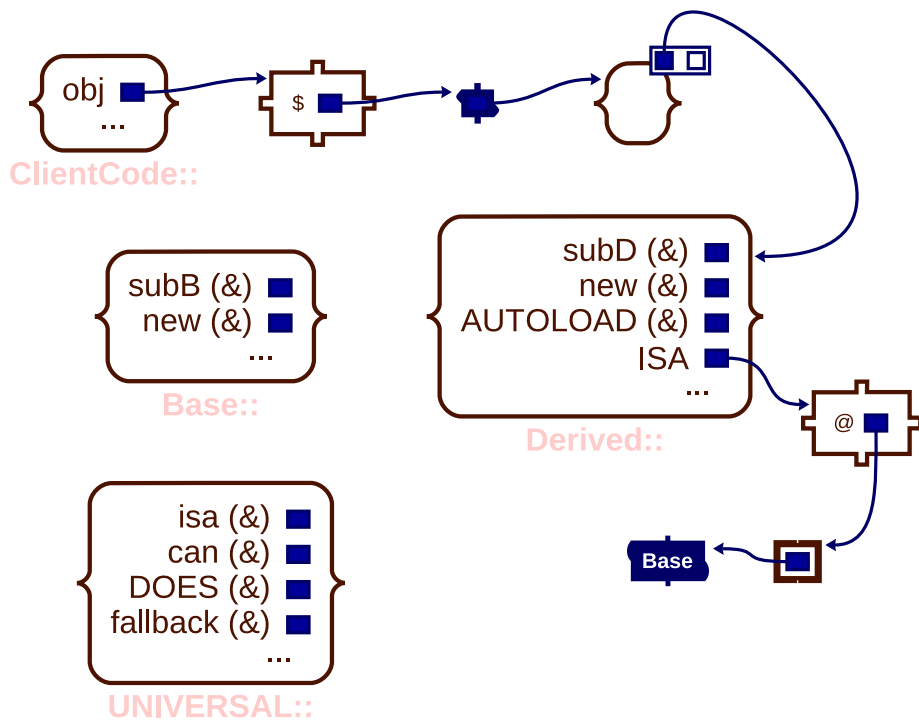 obj
...
ClientCode::
$
subB (&)
new (&)
...
Base::
subD (&)
new (&)
AUTOLOAD (&)
ISA
...
Derived::
@
Base
isa (&)
can (&)
DOES (&)
fallback (&)
...
UNIVERSAL::